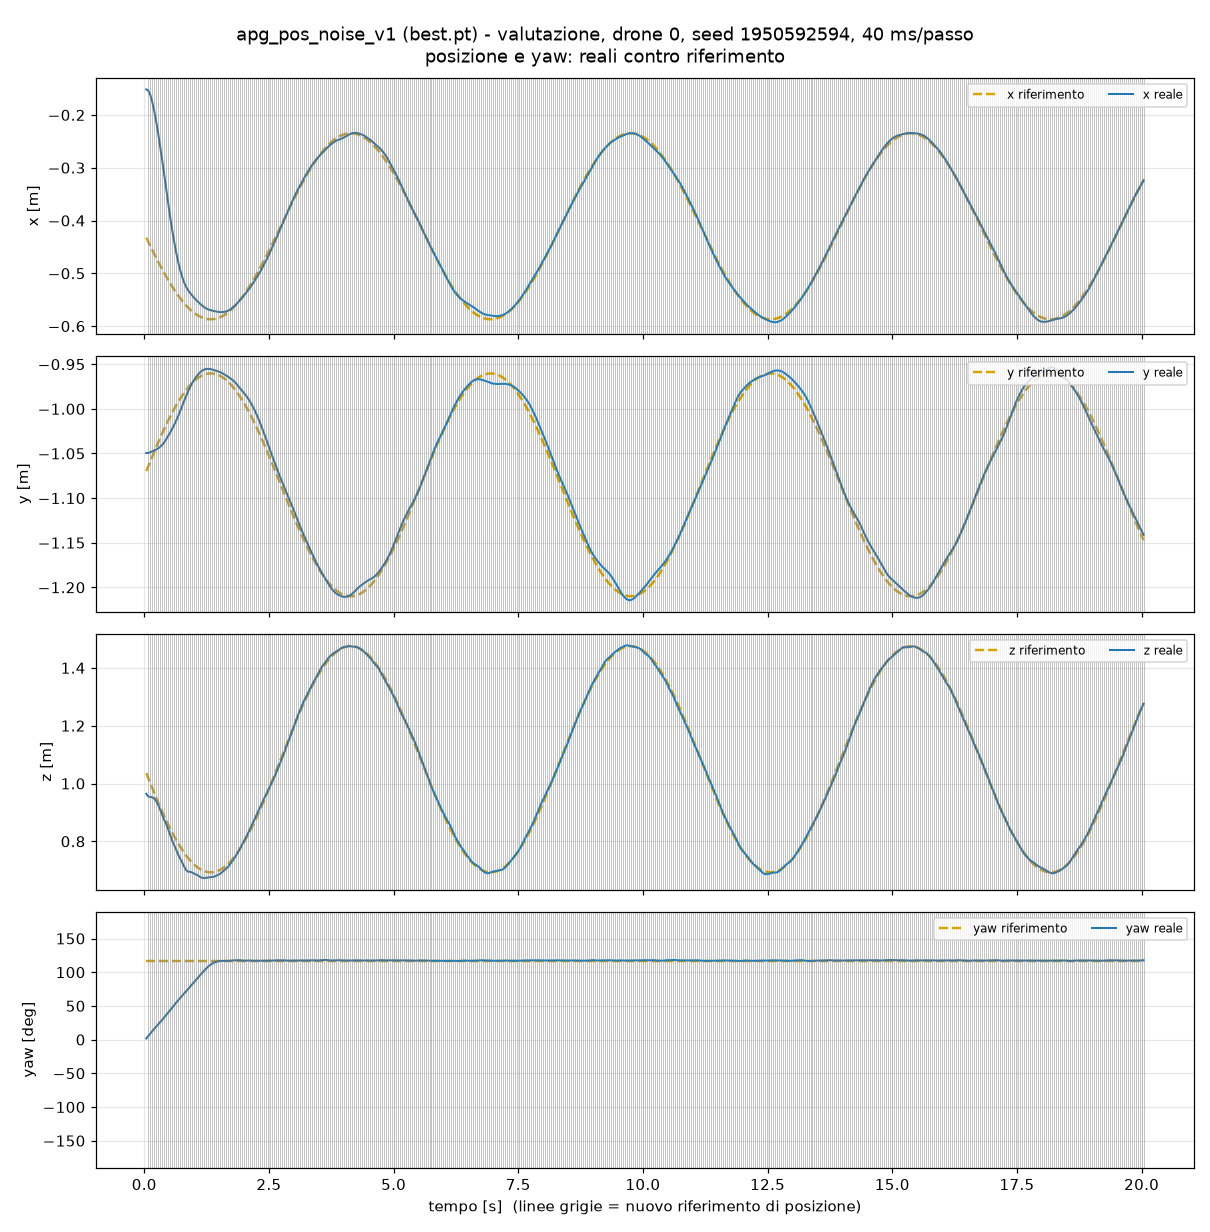 apg_pos_noise_v1 (best.pt) - valutazione, drone 0, seed 1950592594, 40 ms/passo
posizione e yaw: reali contro riferimento
x riferimento x reale
−0.2
−0.3
−0.4
−0.5
−0.6
x [m]
y riferimento y reale
−0.95
−1.00
−1.05
−1.10
−1.15
−1.20
y [m]
z riferimento z reale
1.4
1.2
1.0
0.8
z [m]
yaw riferimento yaw reale
150
100
50
0
−50
−100
−150
yaw [deg]
0.0 2.5 5.0 7.5 10.0 12.5 15.0 17.5 20.0
tempo [s] (linee grigie = nuovo riferimento di posizione)